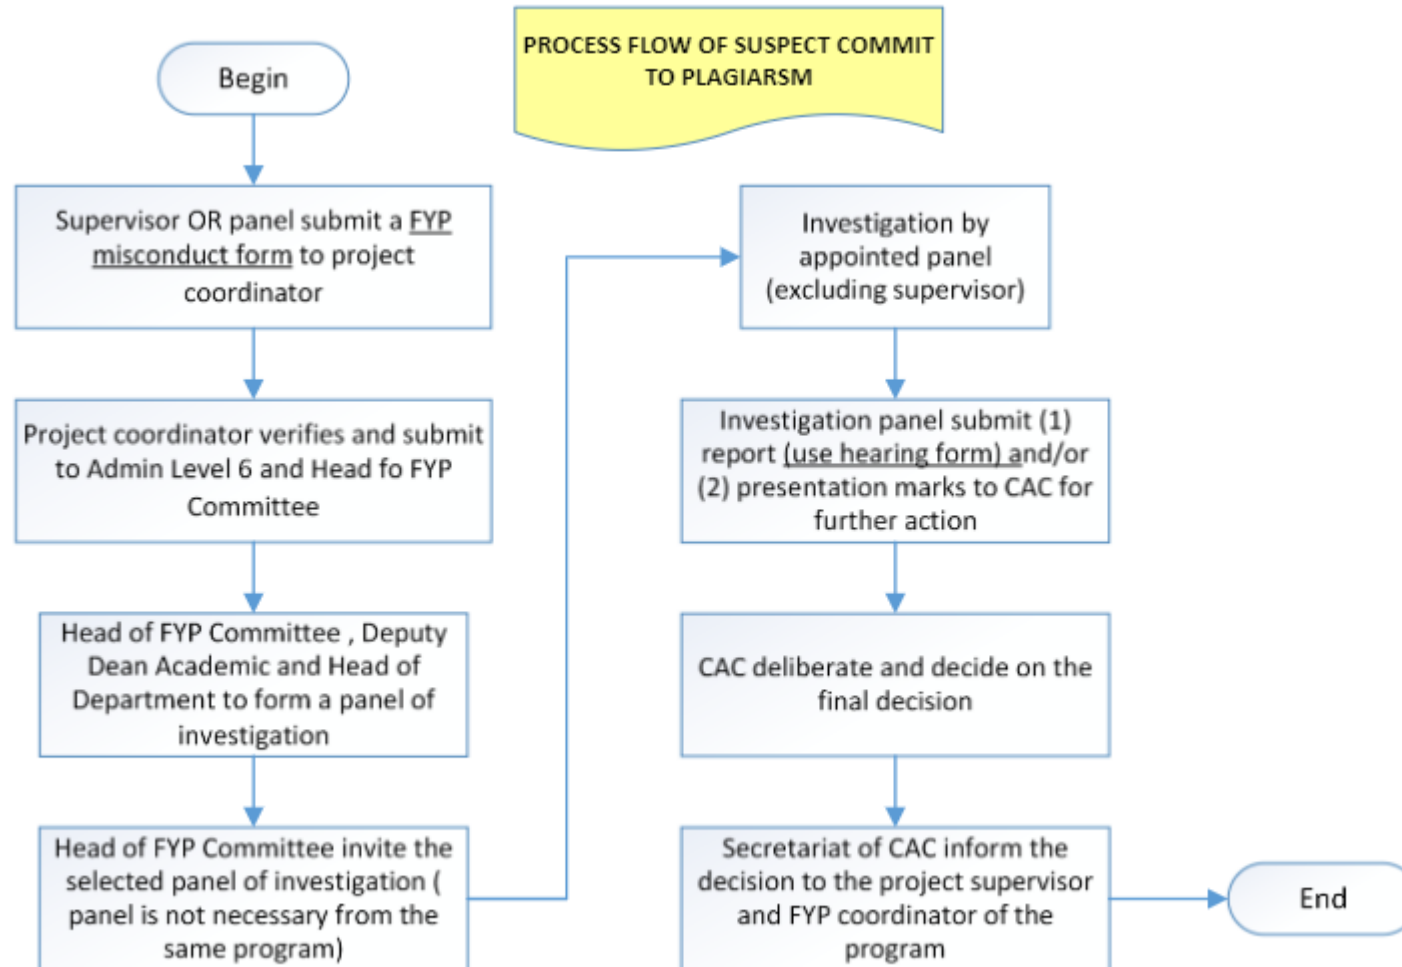 PROCESS FLOW OF SUSPECT COMMIT
TO PLAGIARSM
Begin
Supervisor OR panel submit a FYP
misconduct form to project
coordinator
Project coordinator verifies and submit
to Admin Level 6 and Head fo FYP
Committee
Head of FYP Committee , Deputy
Dean Academic and Head of
Department to form a panel of
investigation
Head of FYP Committee invite the
selected panel of investigation (
panel is not necessary from the
same program)
Investigation by
appointed panel
(excluding supervisor)
Investigation panel submit (1)
report (use hearing form) and/or
(2) presentation marks to CAC for
further action
CAC deliberate and decide on the
final decision
Secretariat of CAC inform the
decision to the project supervisor
and FYP coordinator of the
program
End